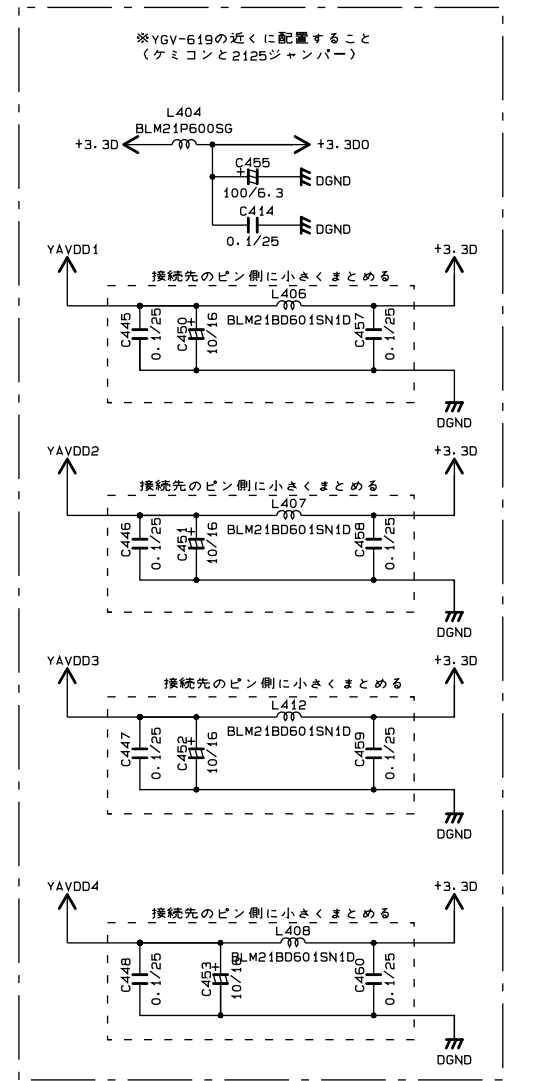 ※YGV-619の近くに配置すること
（ケミコンと2125ジャンパー）
L404
BLM21P600SG
+3.3D
+3.3DO
C455
+
100/6.3
DGND
C414
0.1/25
DGND
YAVDD1
+3.3D
接続先のピン側に小さくまとめる
L406
BLM21BD601SN1D
C445
0.1/25
C450
+
10/16
C457
0.1/25
DGND
YAVDD2
+3.3D
接続先のピン側に小さくまとめる
L407
BLM21BD601SN1D
C446
0.1/25
C451
+
10/16
C458
0.1/25
DGND
YAVDD3
+3.3D
接続先のピン側に小さくまとめる
L412
BLM21BD601SN1D
C447
0.1/25
C452
+
10/16
C459
0.1/25
DGND
YAVDD4
+3.3D
接続先のピン側に小さくまとめる
L408
BLM21BD601SN1D
C448
0.1/25
C453
+
10/16
C460
0.1/25
DGND